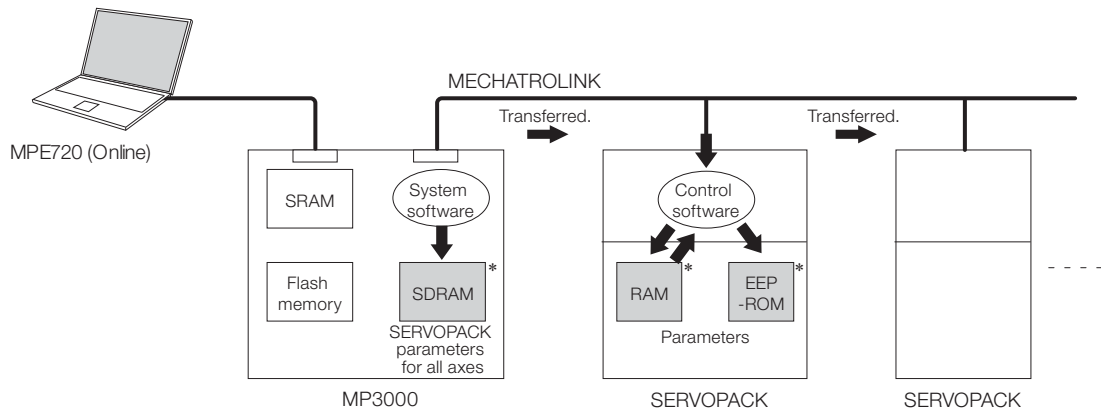 MECHATROLINK
Transferred.
Transferred.
MPE720 (Online)
SRAM
System
software
Control
software
Flash
memory
SDRAM
*
RAM
*
EEP
-ROM
*
SERVOPACK
parameters
for all axes
Parameters
MP3000
SERVOPACK
SERVOPACK